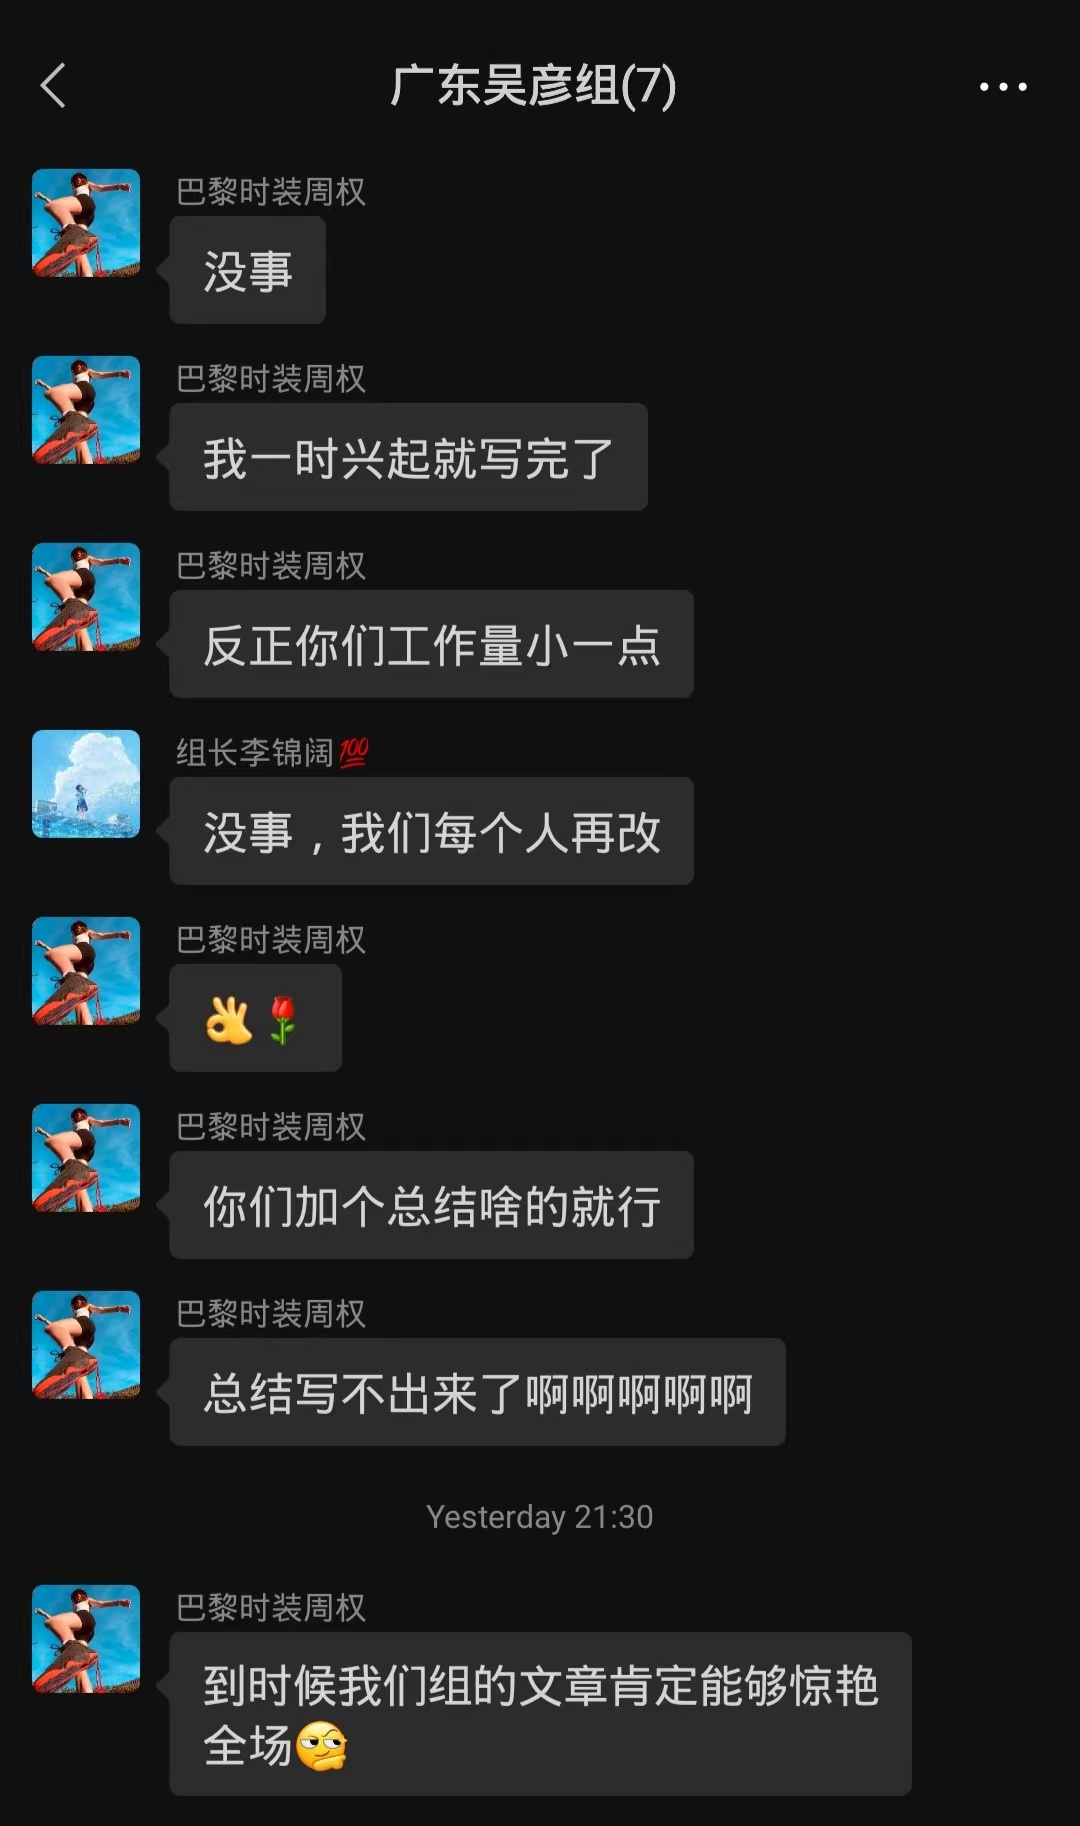 广东吴彦组(7)
巴黎时装周权
没事
巴黎时装周权
我一时兴起就写完了
巴黎时装周权
反正你们工作量小一点
组长李锦阔💯
没事，我们每个人再改
巴黎时装周权
👌🌹
巴黎时装周权
你们加个总结啥的就行
巴黎时装周权
总结写不出来了啊啊啊啊啊
Yesterday 21:30
巴黎时装周权
到时候我们组的文章肯定能够惊艳
全场